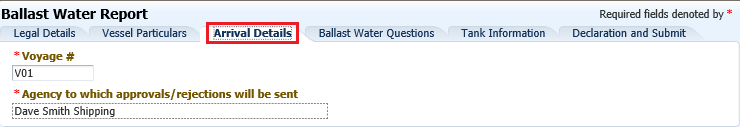 Ballast Water Report
Required fields denoted by *
Legal Details Vessel Particulars Arrival Details Ballast Water Questions Tank Information Declaration and Submit
* Voyage #
V01
* Agency to which approvals/rejections will be sent
Dave Smith Shipping